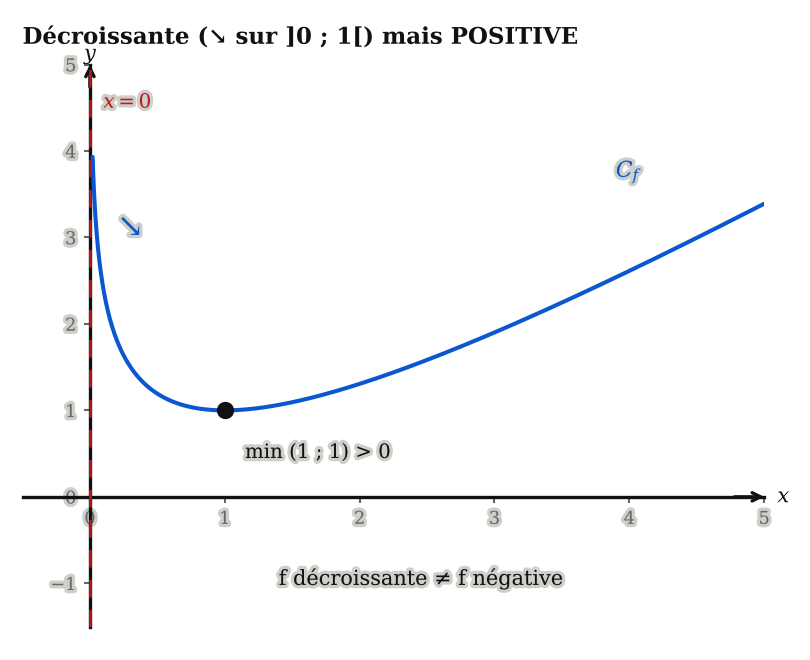 Décroissante (↘ sur ]0 ; 1[) mais POSITIVE
y
5
x = 0
4
C_f
3
↘
2
1
min (1 ; 1) > 0
0
x
0 1 2 3 4 5
f décroissante ≠ f négative
−1